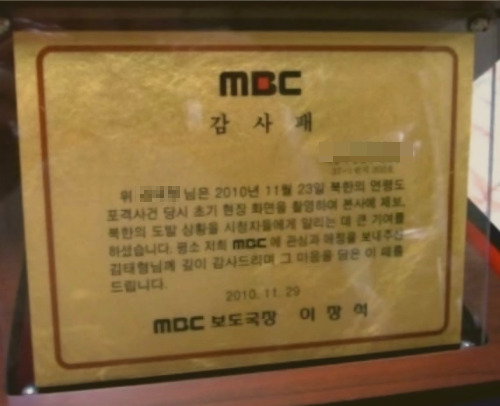 MBC
감 사 패
위 님은 2010년 11월 23일 북한의 연평도
포격사건 당시 초기 현장 화면을 촬영하여 본사에 제보,
북한의 도발 상황을 시청자들에게 알리는 데 큰 기여를
하셨습니다. 평소 저희 MBC에 관심과 애정을 보내주신
김태형님께 깊이 감사드리며 그 마음을 담은 이 패를
드립니다.
2010. 11. 29
MBC 보도국장 이 장 석